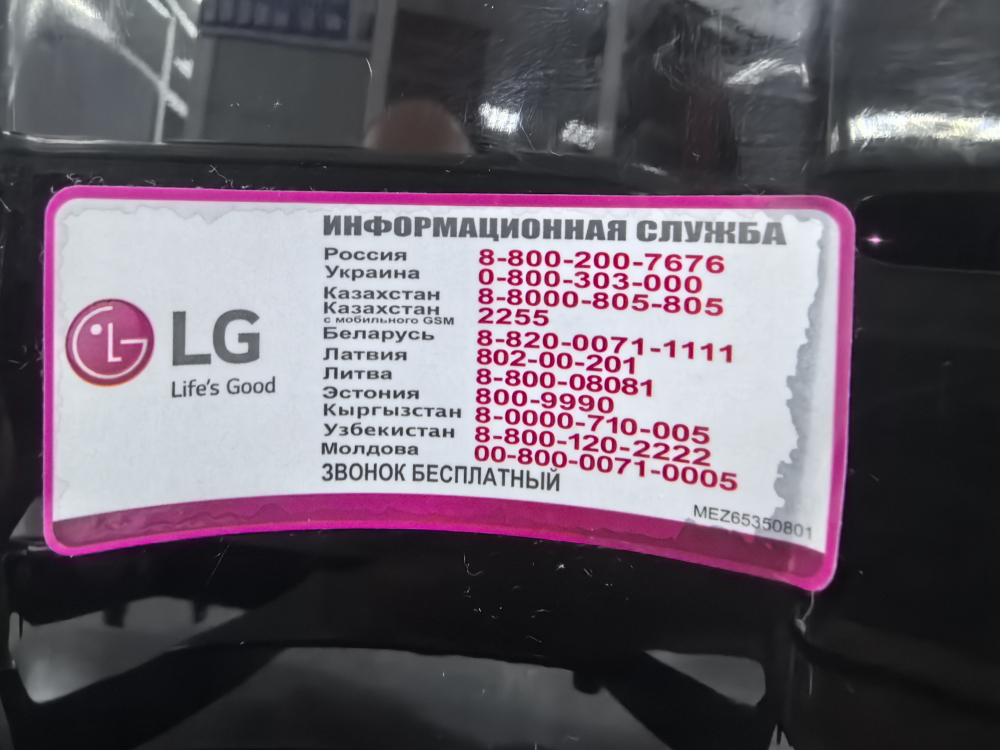 ИНФОРМАЦИОННАЯ СЛУЖБА
Россия 8-800-200-7676
Украина 0-800-303-000
Казахстан 8-8000-805-805
Казахстан
с мобильного GSM 2255
Беларусь 8-820-0071-1111
Латвия 802-00-201
Литва 8-800-08081
Эстония 800-9990
Кыргызстан 8-0000-710-005
Узбекистан 8-800-120-2222
Молдова 00-800-0071-0005
ЗВОНОК БЕСПЛАТНЫЙ
LG
Life's Good
MEZ65350801